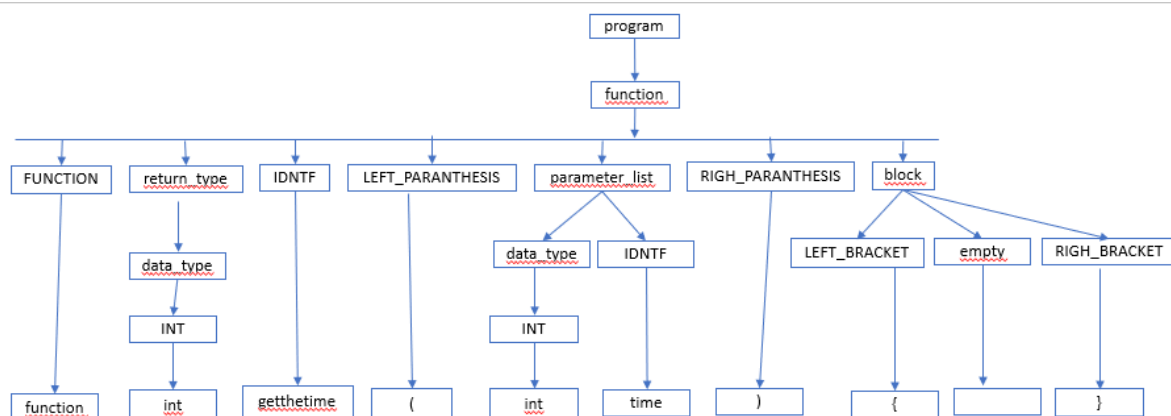 program
function
FUNCTION return_type IDNTF LEFT_PARANTHESIS parameter_list RIGH_PARANTHESIS block
data_type data_type IDNTF LEFT_BRACKET empty RIGH_BRACKET
INT INT
function int getthetime ( int time ) { }